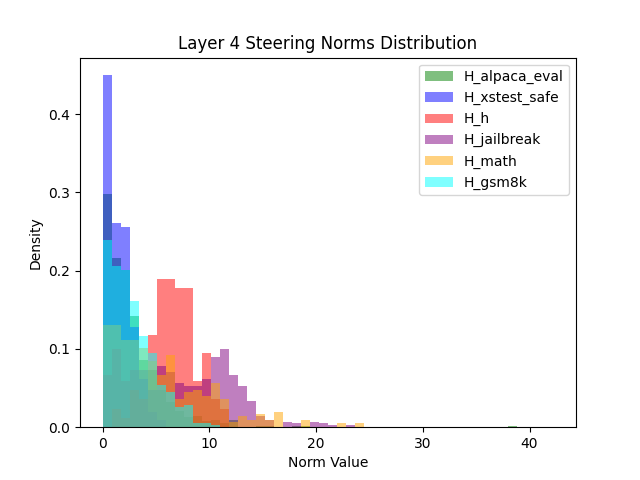 Layer 4 Steering Norms Distribution
H_alpaca_eval
H_xstest_safe
H_h
H_jailbreak
H_math
H_gsm8k
0.4
0.3
0.2
0.1
0.0
Density
0
10
20
30
40
Norm Value